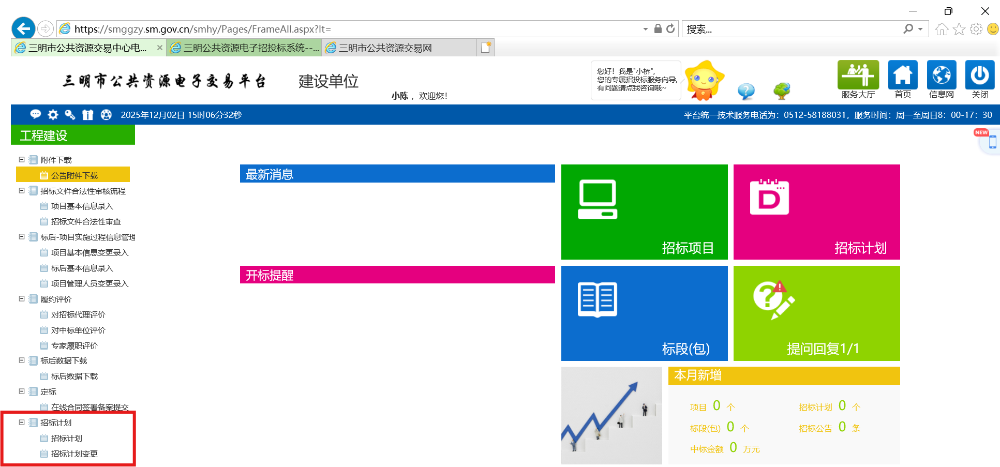 https://smggzy.sm.gov.cn/smhy/Pages/FrameAll.aspx?lt=
搜索...
三明市公共资源交易中心电...
三明公共资源电子招投标系统--...
三明市公共资源交易网
三明市公共资源电子交易平台
建设单位
小陈，欢迎您！
您好！我是"小桥",
您的专属招投标服务向导,
有问题请点我咨询哦~
服务大厅
首页
信息网
关闭
2025年12月02日 15时06分32秒
平台统一技术服务电话为：0512-58188031，服务时间：周一至周日8：00-17：30
NEW
工程建设
附件下载
公告附件下载
招标文件合法性审核流程
项目基本信息录入
招标文件合法性审查
标后-项目实施过程信息管理
项目基本信息变更录入
标后基本信息录入
项目管理人员变更录入
履约评价
对招标代理评价
对中标单位评价
专家履职评价
标后数据下载
标后数据下载
定标
在线合同签署备案提交
招标计划
招标计划
招标计划变更
最新消息
开标提醒
招标项目
D
招标计划
标段(包)
提问回复1/1
本月新增
项目 0 个
招标计划 0 个
标段(包) 0 个
招标公告 0 条
中标金额 0 万元